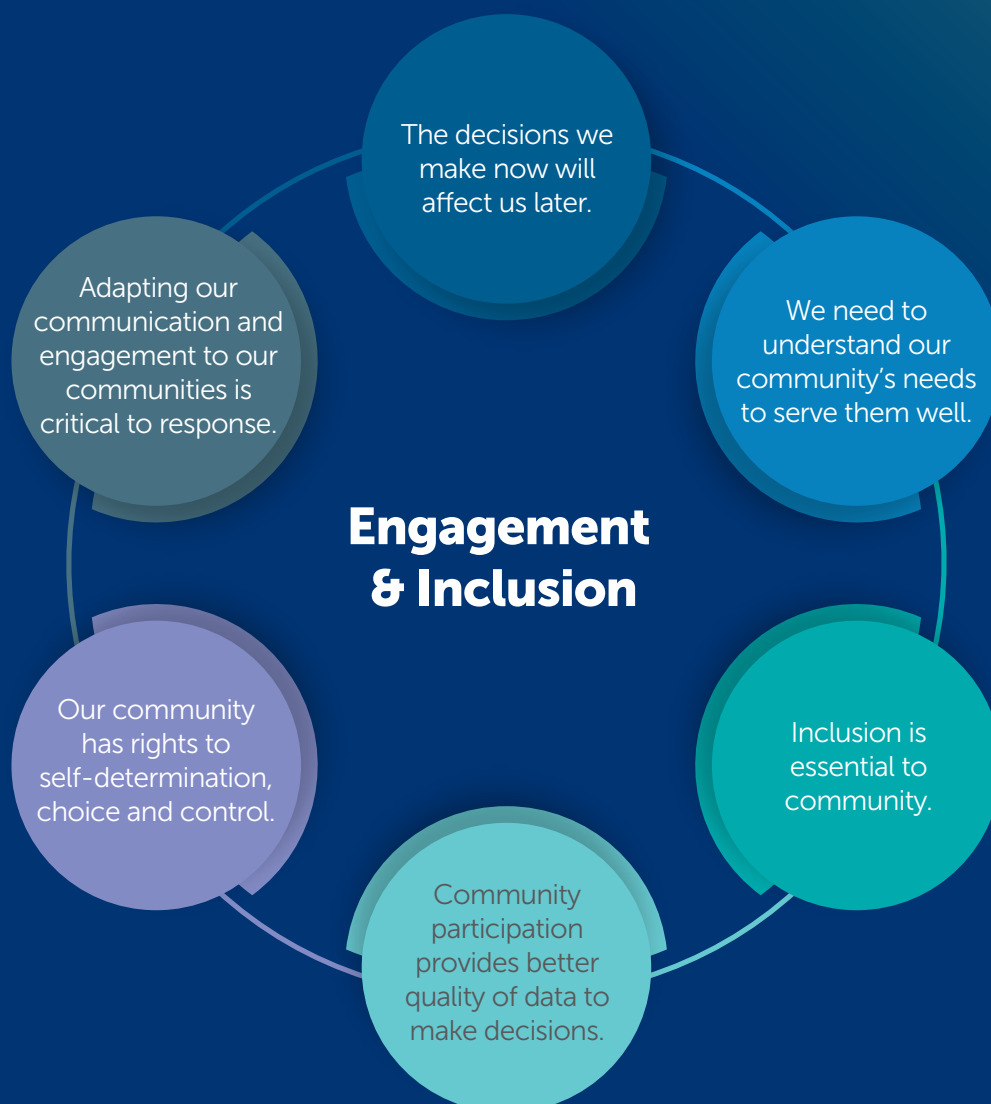 The decisions we
make now will
affect us later.
We need to
understand our
community’s needs
to serve them well.
Inclusion is
essential to
community.
Community
participation
provides better
quality of data to
make decisions.
Our community
has rights to
self-determination,
choice and control.
Adapting our
communication and
engagement to our
communities is
critical to response.
Engagement
& Inclusion